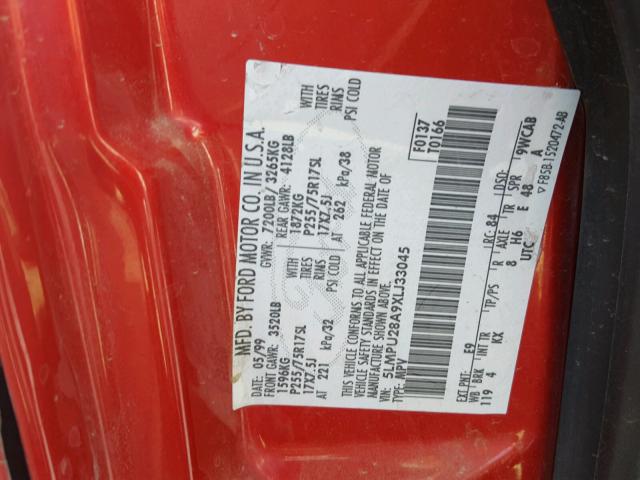 MFD. BY FORD MOTOR CO. IN U.S.A.
DATE: 05/99 GVWR: 7200LB/ 3265KG
FRONT GAWR: 3520LB REAR GAWR: 4128LB
1596KG WITH 1872KG WITH
P255/75R17SL TIRES P255/75R17SL TIRES
17X7.5J RIMS 17X7.5J RIMS
AT 221 kPa/32 PSI COLD AT 262 kPa/38 PSI COLD
THIS VEHICLE CONFORMS TO ALL APPLICABLE FEDERAL MOTOR
VEHICLE SAFETY STANDARDS IN EFFECT ON THE DATE OF
MANUFACTURE SHOWN ABOVE.
VIN: 5LMPU28A9XLJ33045
TYPE: MPV
F0137
T0166
EXT PNT: E9 RC: 84 DSO:
WB BRK INT TR TP/PS R AXLE TR SPR
119 4 KX 8 H6 E 48 9WCAB
UTC A
▽F85B-1520472-AB